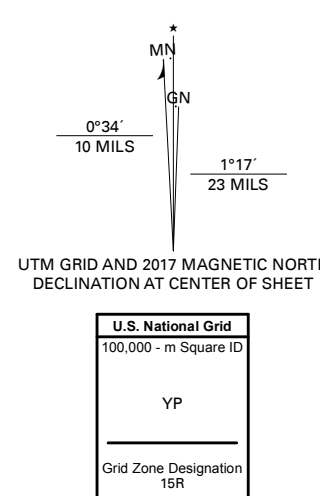 ★
MN
GN
0°34´
10 MILS
1°17´
23 MILS
UTM GRID AND 2017 MAGNETIC NORTH
DECLINATION AT CENTER OF SHEET
U.S. National Grid
100,000 - m Square ID
YP
Grid Zone Designation
15R